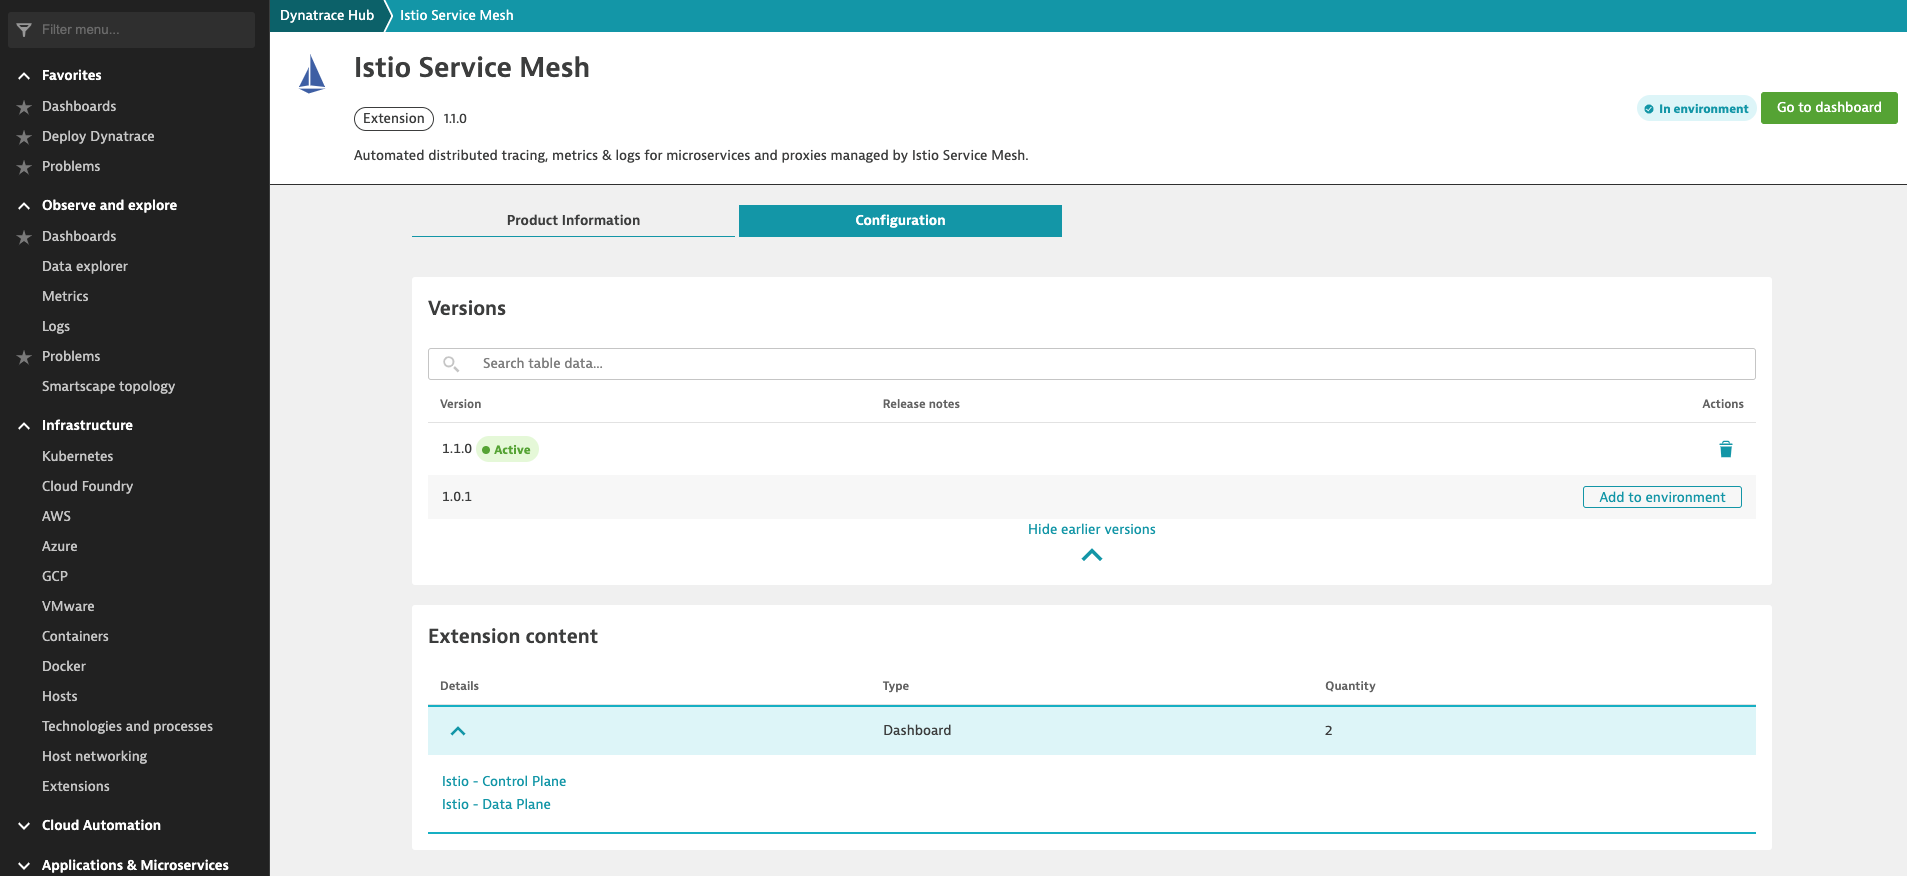 Filter menu...
Favorites
Dashboards
Deploy Dynatrace
Problems
Observe and explore
Dashboards
Data explorer
Metrics
Logs
Problems
Smartscape topology
Infrastructure
Kubernetes
Cloud Foundry
AWS
Azure
GCP
VMware
Containers
Docker
Hosts
Technologies and processes
Host networking
Extensions
Cloud Automation
Applications & Microservices
Dynatrace Hub Istio Service Mesh
Istio Service Mesh
Extension 1.1.0
In environment Go to dashboard
Automated distributed tracing, metrics & logs for microservices and proxies managed by Istio Service Mesh.
Product Information Configuration
Versions
Search table data...
Version Release notes Actions
1.1.0 Active
1.0.1 Add to environment
Hide earlier versions
Extension content
Details Type Quantity
Dashboard 2
Istio - Control Plane
Istio - Data Plane